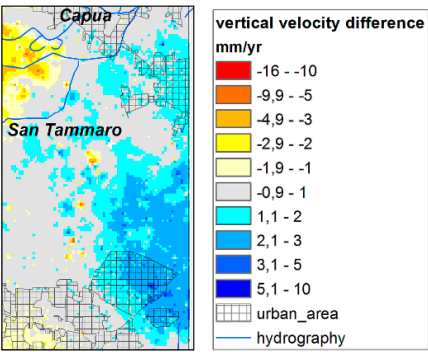 Capua
San Tammaro
vertical velocity difference
mm/yr
-16 - -10
-9,9 - -5
-4,9 - -3
-2,9 - -2
-1,9 - -1
-0,9 - 1
1,1 - 2
2,1 - 3
3,1 - 5
5,1 - 10
urban_area
hydrography